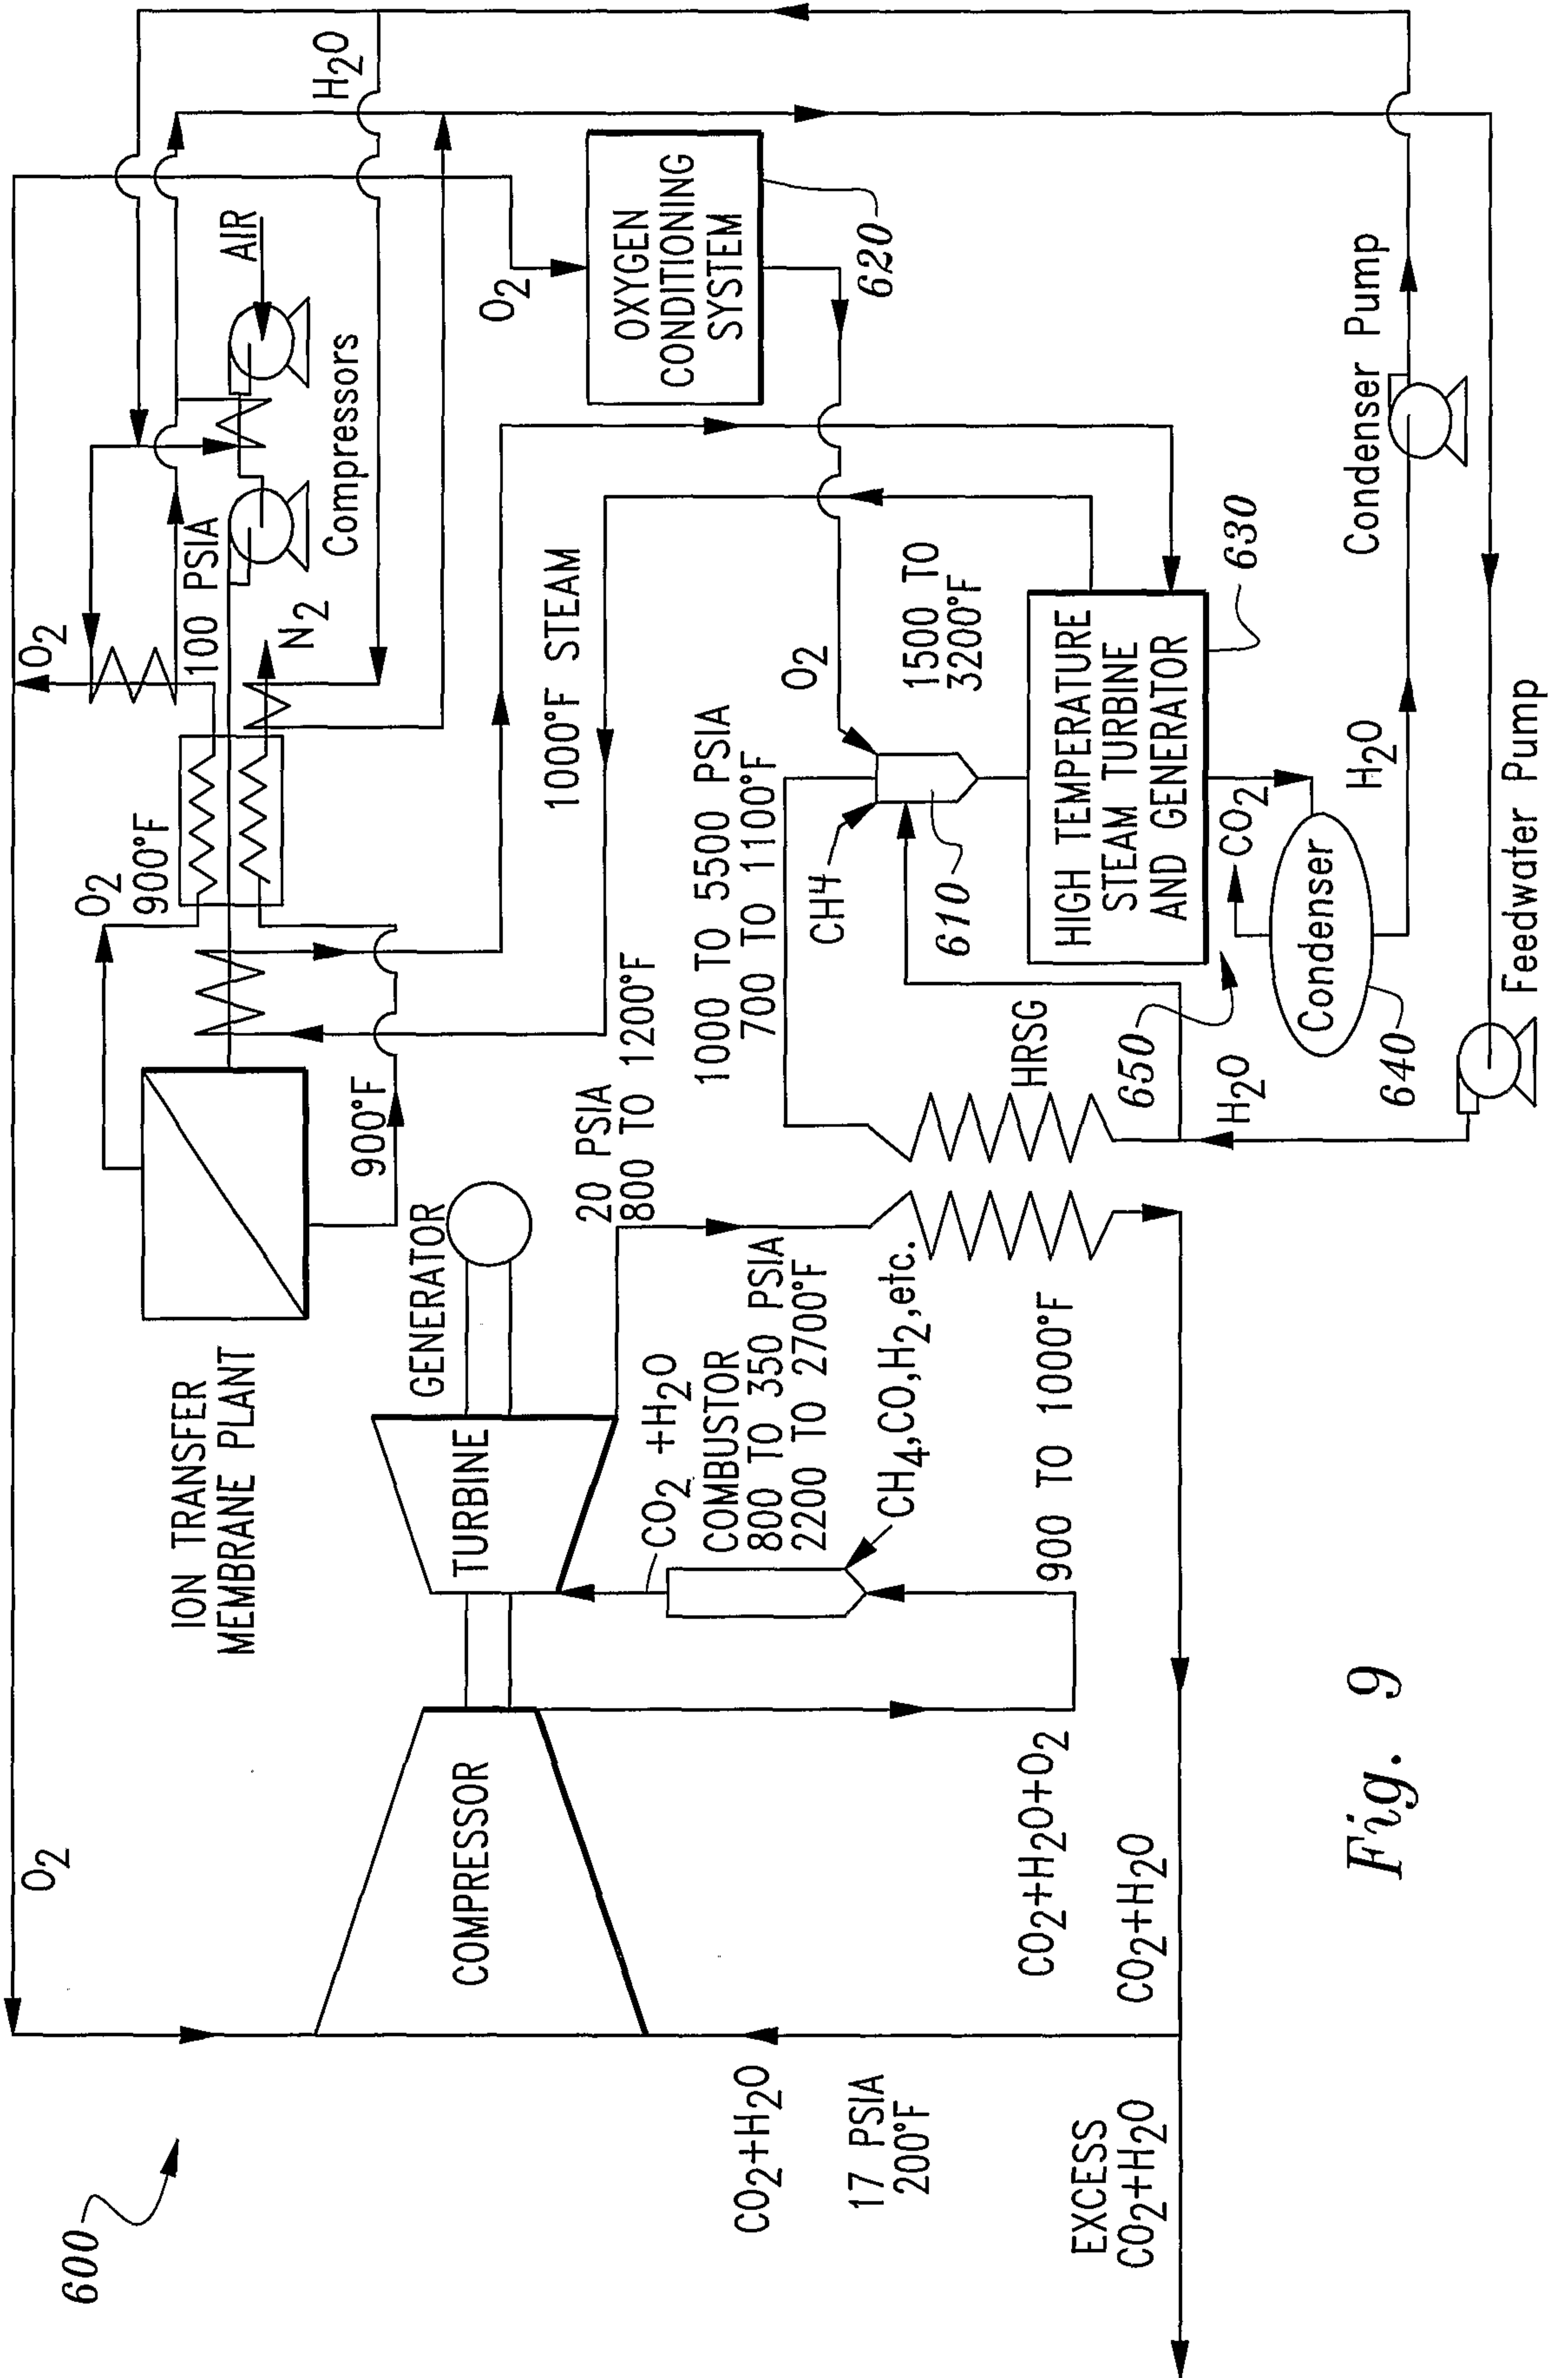 600
O2
O2
H2O
AIR
100 PSIA
Compressors
N2
O2
900°F
ION TRANSFER
MEMBRANE PLANT
900°F
1000°F STEAM
O2
OXYGEN
CONDITIONING
SYSTEM
620
COMPRESSOR
TURBINE
GENERATOR
20 PSIA
800 TO 1200°F
CO2 +H2O
COMBUSTOR
800 TO 350 PSIA
2200 TO 2700°F
CH4,CO,H2,etc.
900 TO 1000°F
1000 TO 5500 PSIA
700 TO 1100°F
O2
1500 TO
3200°F
CH4
610
HIGH TEMPERATURE
STEAM TURBINE
AND GENERATOR
630
HRSG
650
H2O
CO2
Condenser
640
H2O
Condenser Pump
Feedwater Pump
CO2+H2O
17 PSIA
200°F
CO2+H2O+O2
CO2+H2O
EXCESS
CO2+H2O
Fig. 9